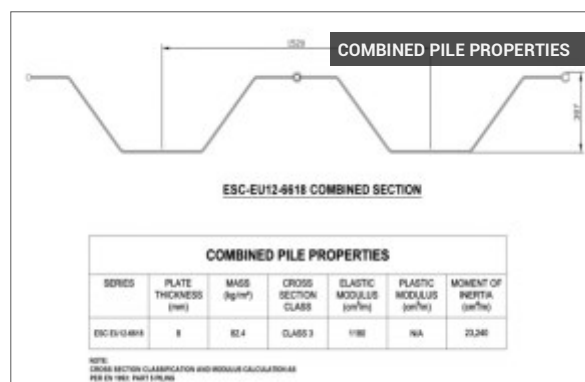 1529
COMBINED PILE PROPERTIES
397
ESC-EU12-6618 COMBINED SECTION
COMBINED PILE PROPERTIES
SERIES PLATE THICKNESS (mm) MASS (kg/m²) CROSS SECTION CLASS ELASTIC MODULUS (cm³/m) PLASTIC MODULUS (cm³/m) MOMENT OF INERTIA (cm⁴/m)
ESC-EU12-6618 8 82.4 CLASS 3 1180 N/A 23,240
NOTE:
CROSS SECTION CLASSIFICATION AND MODULUS CALCULATION AS
PER EN 1993: PART 5 PILING